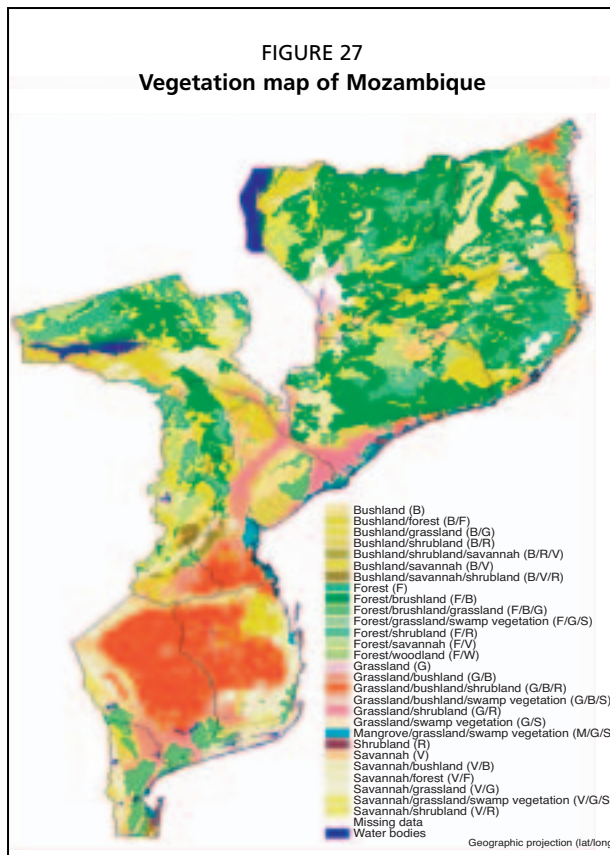 FIGURE 27
Vegetation map of Mozambique
Bushland (B)
Bushland/forest (B/F)
Bushland/grassland (B/G)
Bushland/shrubland (B/R)
Bushland/shrubland/savannah (B/R/V)
Bushland/savannah (B/V)
Bushland/savannah/shrubland (B/V/R)
Forest (F)
Forest/brushland (F/B)
Forest/brushland/grassland (F/B/G)
Forest/grassland/swamp vegetation (F/G/S)
Forest/shrubland (F/R)
Forest/savannah (F/V)
Forest/woodland (F/W)
Grassland (G)
Grassland/bushland (G/B)
Grassland/bushland/shrubland (G/B/R)
Grassland/bushland/swamp vegetation (G/B/S)
Grassland/shrubland (G/R)
Grassland/swamp vegetation (G/S)
Mangrove/grassland/swamp vegetation (M/G/S)
Shrubland (R)
Savannah (V)
Savannah/bushland (V/B)
Savannah/forest (V/F)
Savannah/grassland (V/G)
Savannah/grassland/swamp vegetation (V/G/S)
Savannah/shrubland (V/R)
Missing data
Water bodies
Geographic projection (lat/long)